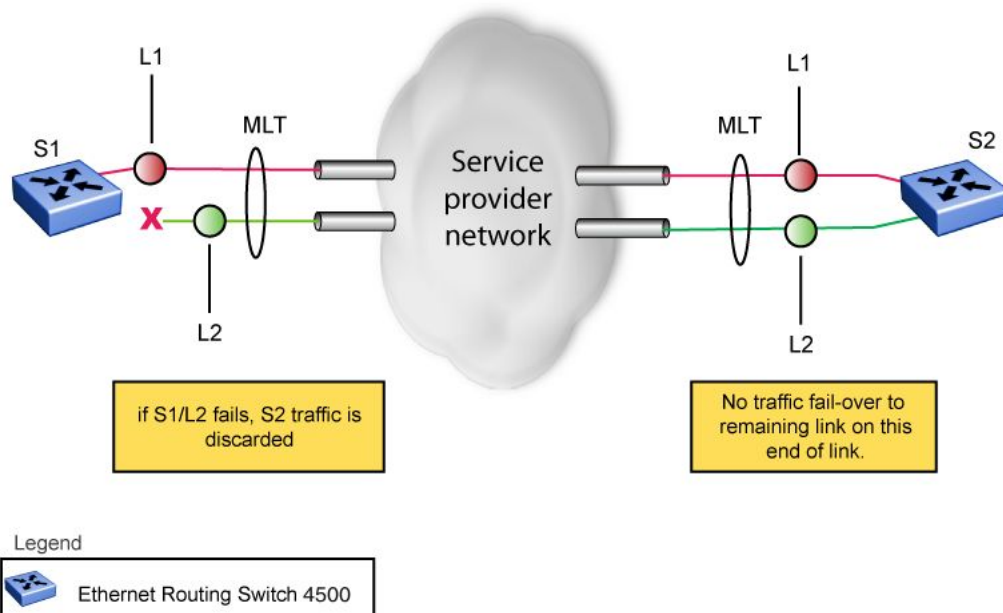 L1
L1
S1
MLT
MLT
S2
Service
provider
network
X
L2
L2
if S1/L2 fails, S2 traffic is
discarded
No traffic fail-over to
remaining link on this
end of link.
Legend
Ethernet Routing Switch 4500